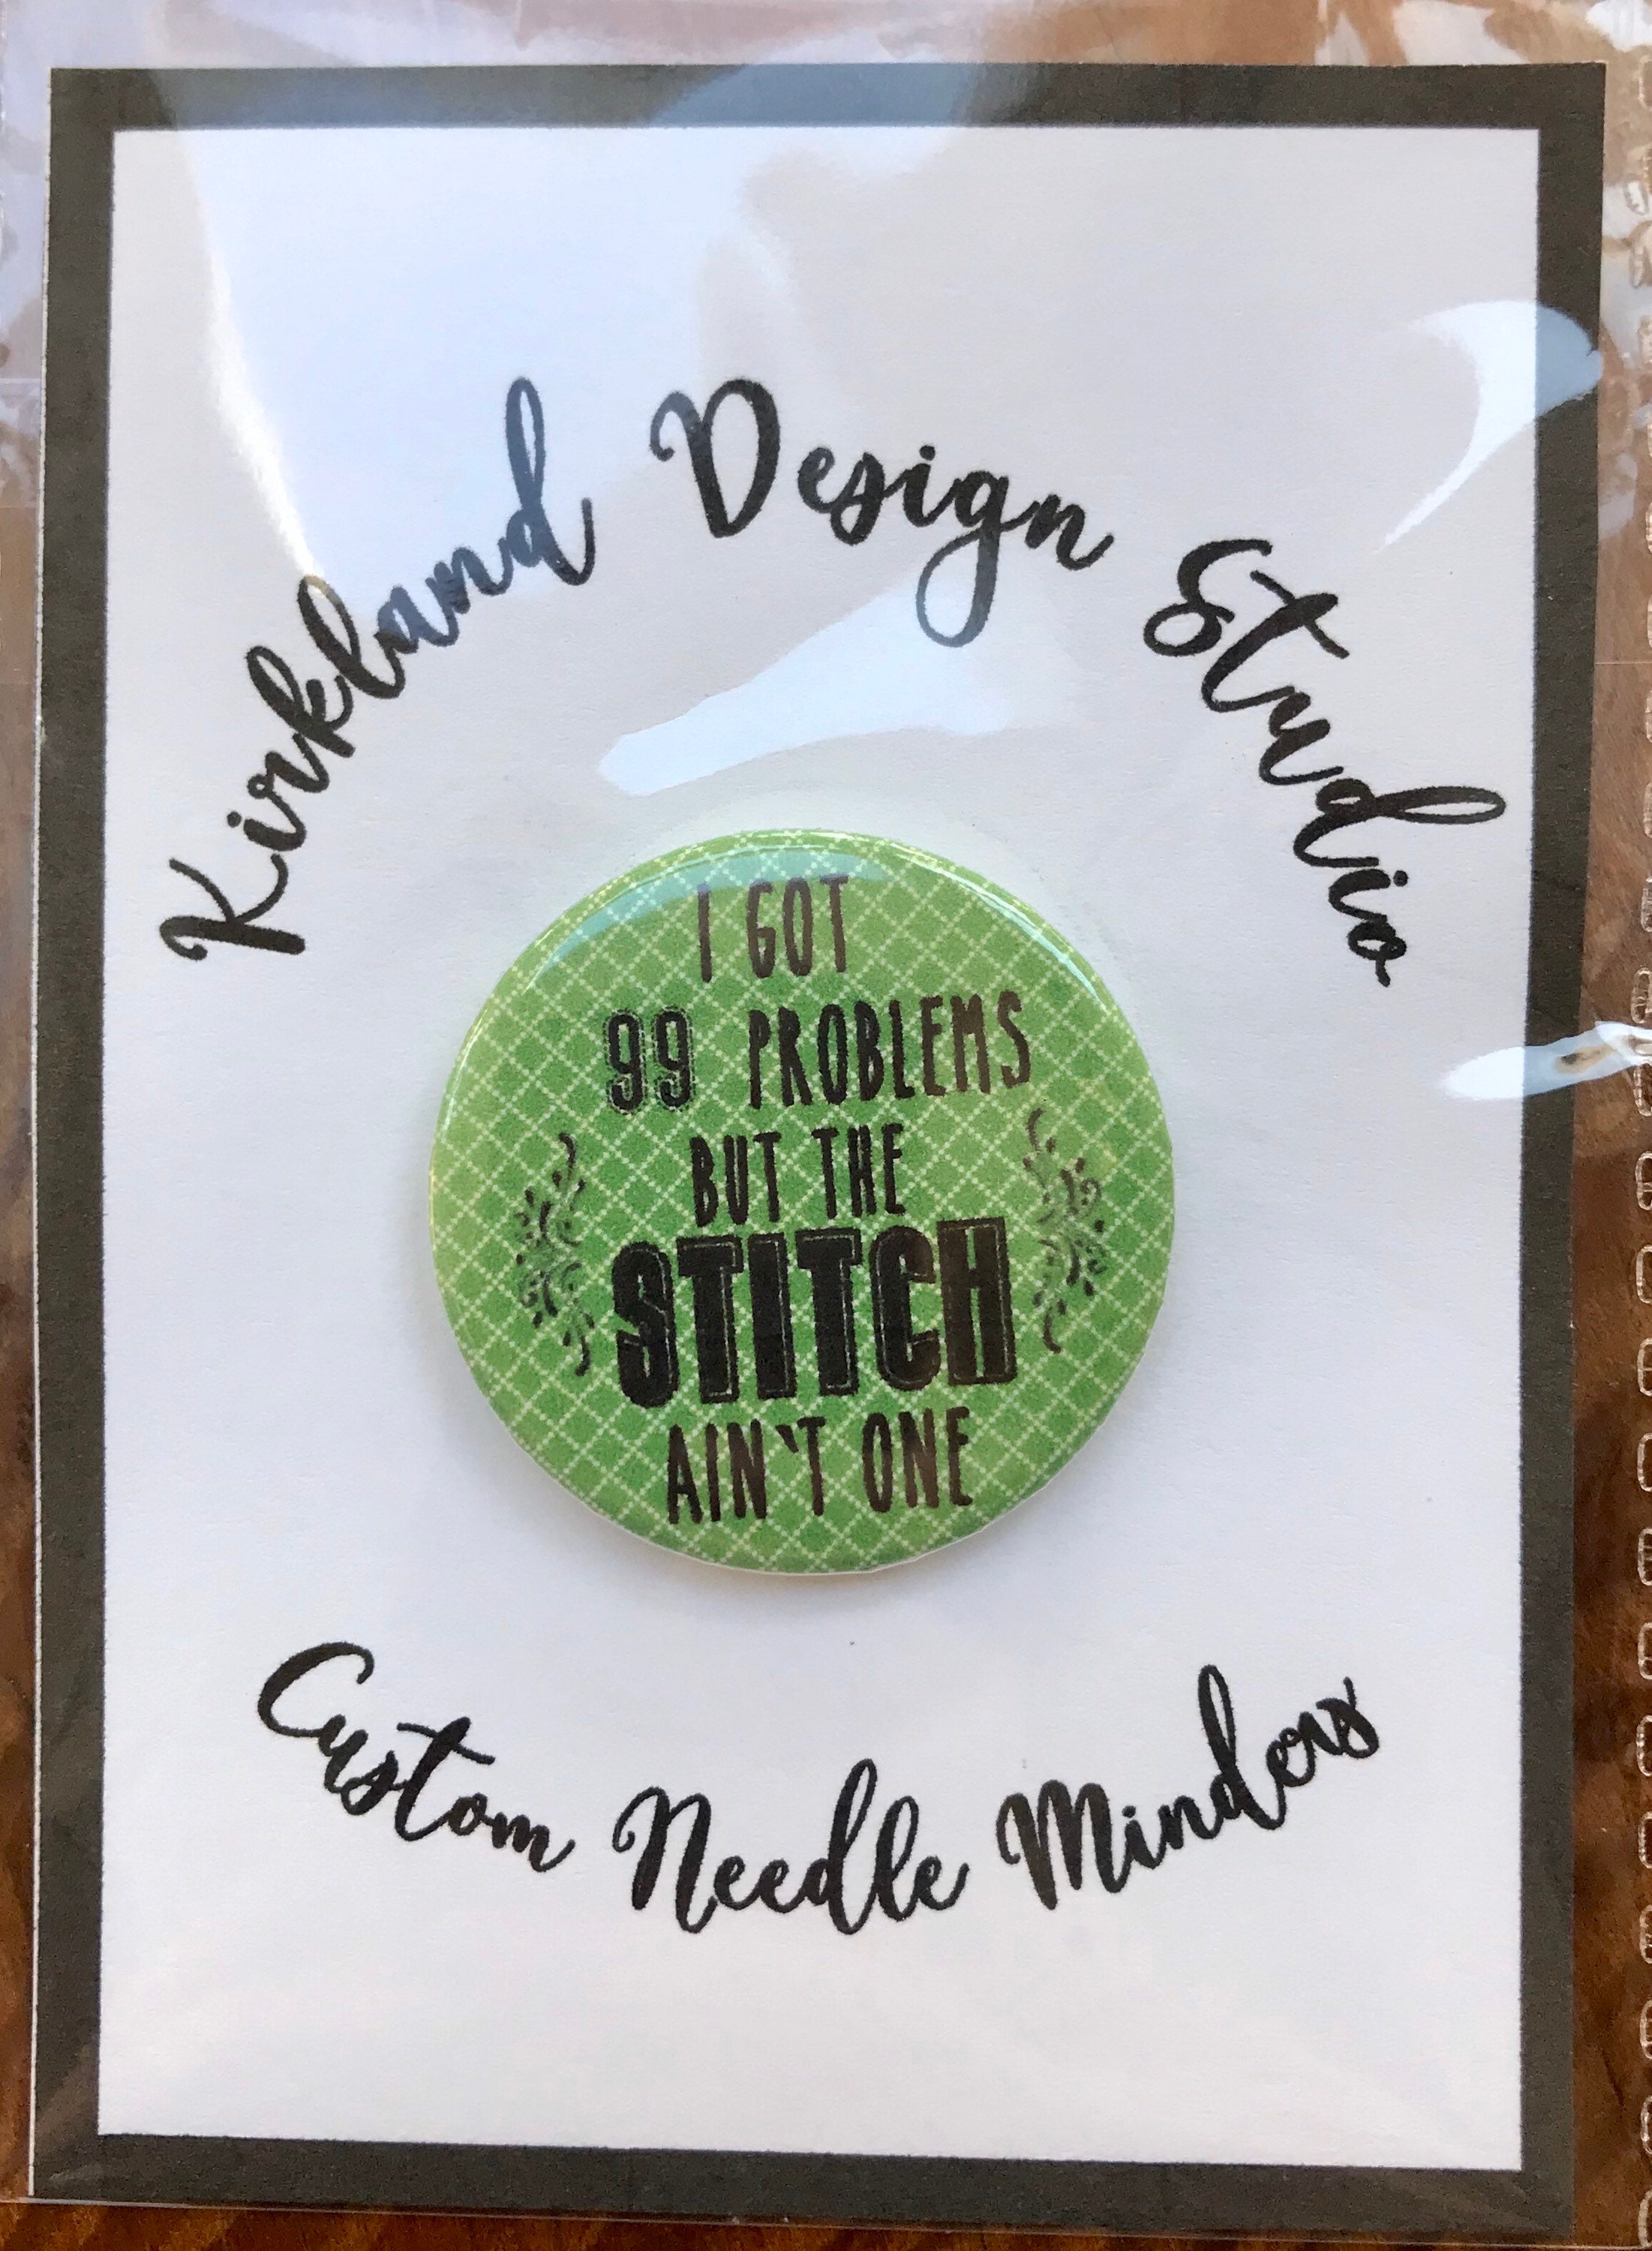 Kirkland Design Studio
I GOT
99 PROBLEMS
BUT THE
STITCH
AIN'T ONE
Custom Needle Minders